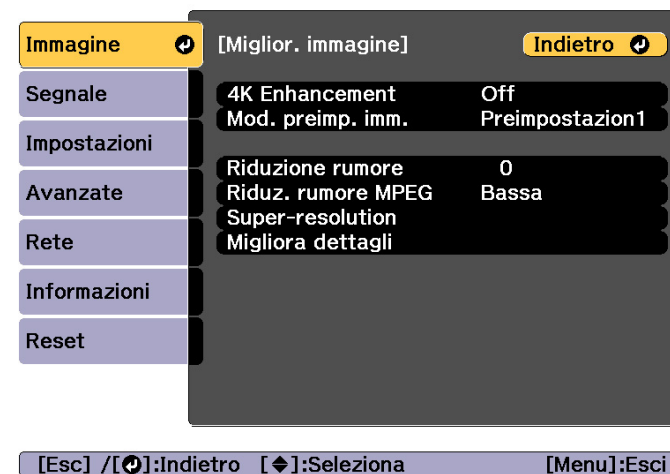 Immagine
Segnale
Impostazioni
Avanzate
Rete
Informazioni
Reset
[Miglior. immagine] Indietro
4K Enhancement Off
Mod. preimp. imm. Preimpostazion1
Riduzione rumore 0
Riduz. rumore MPEG Bassa
Super-resolution
Migliora dettagli
[Esc] /[ ]:Indietro [ ]:Seleziona [Menu]:Esci